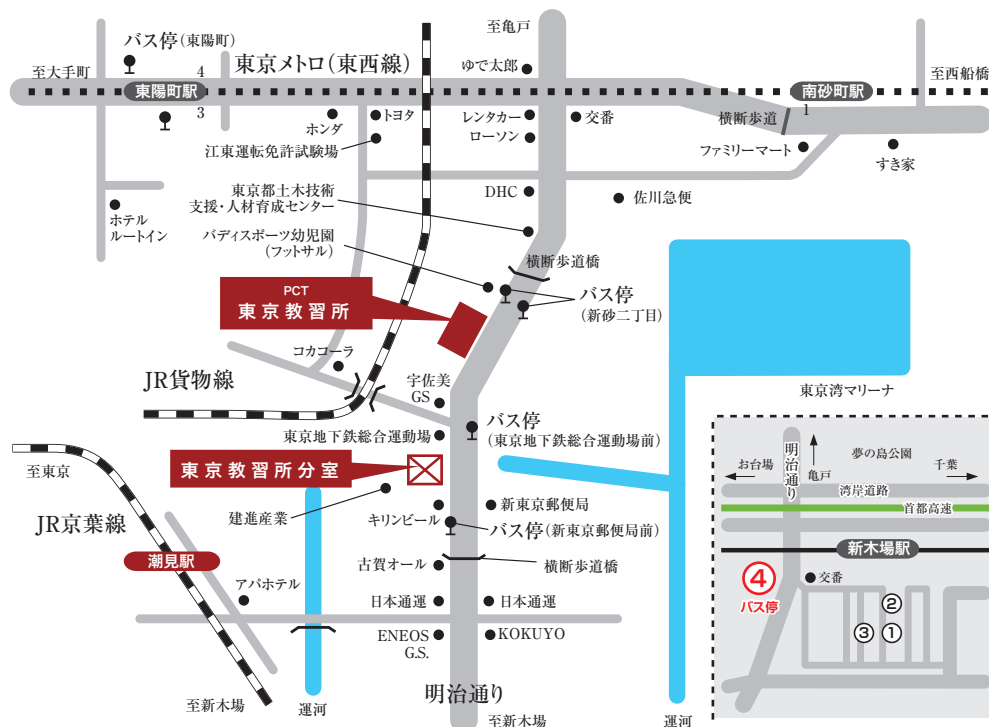 至亀戸
バス停(東陽町)
至大手町
4
東京メトロ(東西線)
ゆで太郎
至西船橋
東陽町駅
南砂町駅
3
1
ホンダ
トヨタ
レンタカー
交番
横断歩道
江東運転免許試験場
ローソン
ファミリーマート
すき家
東京都土木技術
支援・人材育成センター
DHC
佐川急便
ホテル
ルートイン
バディスポーツ幼児園
(フットサル)
横断歩道橋
PCT
東京教習所
バス停
(新砂二丁目)
コカコーラ
JR貨物線
宇佐美
GS
東京湾マリーナ
バス停
(東京地下鉄総合運動場前)
東京地下鉄総合運動場
至東京
東京教習所分室
建進産業
キリンビール
新東京郵便局
JR京葉線
バス停(新東京郵便局前)
潮見駅
古賀オール
横断歩道橋
アパホテル
日本通運
日本通運
ENEOS
G.S.
KOKUYO
至新木場
運河
明治通り
至新木場
運河
明治通り
夢の島公園
お台場
亀戸
千葉
湾岸道路
首都高速
新木場駅
4
バス停
交番
2
3
1